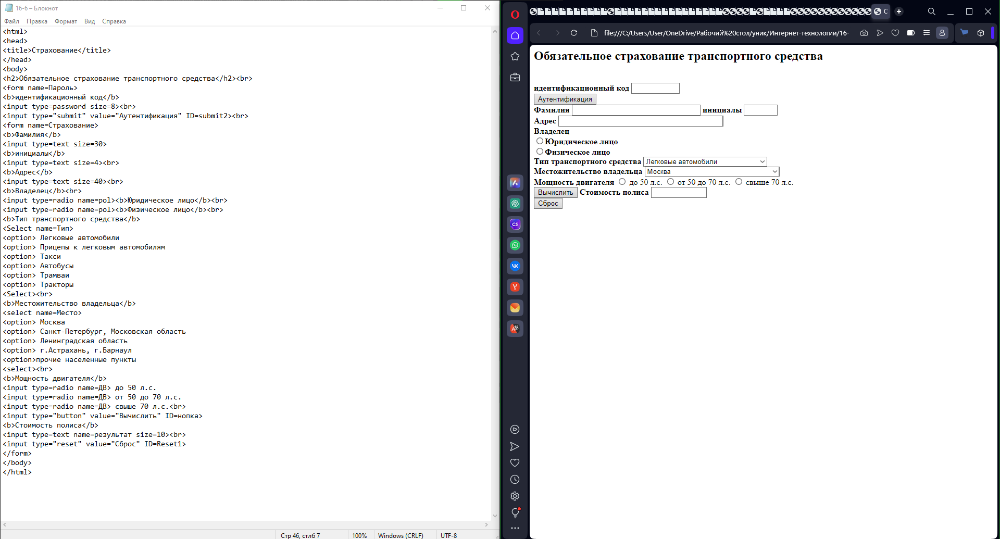 16-6 – Блокнот
Файл Правка Формат Вид Справка
<html>
<head>
<title>Страхование</title>
</head>
<body>
<h2>Обязательное страхование транспортного средства</h2><br>
<form name=Пароль>
<b>идентификационный код</b>
<input type=password size=8><br>
<input type="submit" value="Аутентификация" ID=submit2><br>
<form name=Страхование>
<b>Фамилия</b>
<input type=text size=30>
<b>инициалы</b>
<input type=text size=4><br>
<b>Адрес</b>
<input type=text size=40><br>
<b>Владелец</b><br>
<input type=radio name=pol><b>Юридическое лицо</b><br>
<input type=radio name=pol><b>Физическое лицо</b><br>
<b>Тип транспортного средства</b>
<Select name=Тип>
<option> Легковые автомобили
<option> Прицепы к легковым автомобилям
<option> Такси
<option> Автобусы
<option> Трамваи
<option> Тракторы
<Select><br>
<b>Местожительство владельца</b>
<select name=Место>
<option> Москва
<option> Санкт-Петербург, Московская область
<option> Ленинградская область
<option> г.Астрахань, г.Барнаул
<option>прочие населенные пункты
<select><br>
<b>Мощность двигателя</b>
<input type=radio name=ДВ> до 50 л.с.
<input type=radio name=ДВ> от 50 до 70 л.с.
<input type=radio name=ДВ> свыше 70 л.с.<br>
<input type="button" value="Вычислить" ID=нопка>
<b>Стоимость полиса</b>
<input type=text name=результат size=10><br>
<input type="reset" value="Сброс" ID=Reset1>
</form>
</body>
</html>
Стр 46, стлб 7 100% Windows (CRLF) UTF-8
С
file:///C:/Users/User/OneDrive/Рабочий%20стол/уник/Интернет-технологии/16-
Обязательное страхование транспортного средства
идентификационный код
Аутентификация
Фамилия инициалы
Адрес
Владелец
Юридическое лицо
Физическое лицо
Тип транспортного средства Легковые автомобили
Местожительство владельца Москва
Мощность двигателя до 50 л.с. от 50 до 70 л.с. свыше 70 л.с.
Вычислить Стоимость полиса
Сброс
CS